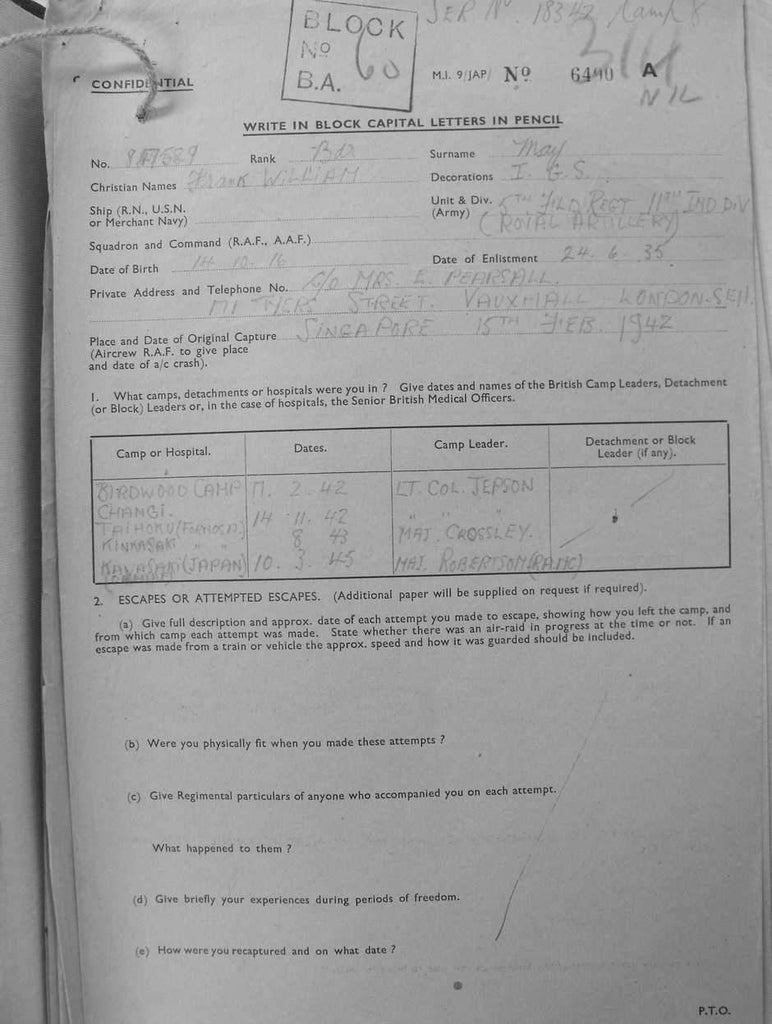 SER No. 18342 Camp 8
BLOCK
No 60
B.A.
CONFIDENTIAL
M.I. 9/JAP/ No 6490 A
NIL
WRITE IN BLOCK CAPITAL LETTERS IN PENCIL
No. Rank Bdr Surname May
Christian Names Frank WILLIAM Decorations I. G.S.
Ship (R.N., U.S.N.
or Merchant Navy)
Unit & Div. 5TH FILD REGT 11TH IND DIV
(Army) (ROYAL ARTILLERY)
Squadron and Command (R.A.F., A.A.F.)
Date of Birth 14. 10. 16 Date of Enlistment 24. 6. 35
Private Address and Telephone No. C/O MRS. E. PEARSALL.
STREET. VAUXHALL LONDON. SE11.
Place and Date of Original Capture SINGAPORE 15TH FEB. 1942
(Aircrew R.A.F. to give place
and date of a/c crash).
1. What camps, detachments or hospitals were you in ? Give dates and names of the British Camp Leaders, Detachment
(or Block) Leaders or, in the case of hospitals, the Senior British Medical Officers.
Camp or Hospital. Dates. Camp Leader. Detachment or Block
Leader (if any).
BIRDWOOD CAMP 17. 2. 42 LT. COL. JEPSON
CHANGI. " " "
TAIHOKU (FORMOSA) 14 11. 42
KINKASAKI " " 8 43 MAJ. CROSSLEY.
KAWASAKI (JAPAN) 10. 3. 45 MAJ. ROBERTSON (RAMC)
2. ESCAPES OR ATTEMPTED ESCAPES. (Additional paper will be supplied on request if required).
(a) Give full description and approx. date of each attempt you made to escape, showing how you left the camp, and
from which camp each attempt was made. State whether there was an air-raid in progress at the time or not. If an
escape was made from a train or vehicle the approx. speed and how it was guarded should be included.
(b) Were you physically fit when you made these attempts ?
(c) Give Regimental particulars of anyone who accompanied you on each attempt.
What happened to them ?
(d) Give briefly your experiences during periods of freedom.
(e) How were you recaptured and on what date ?
P.T.O.